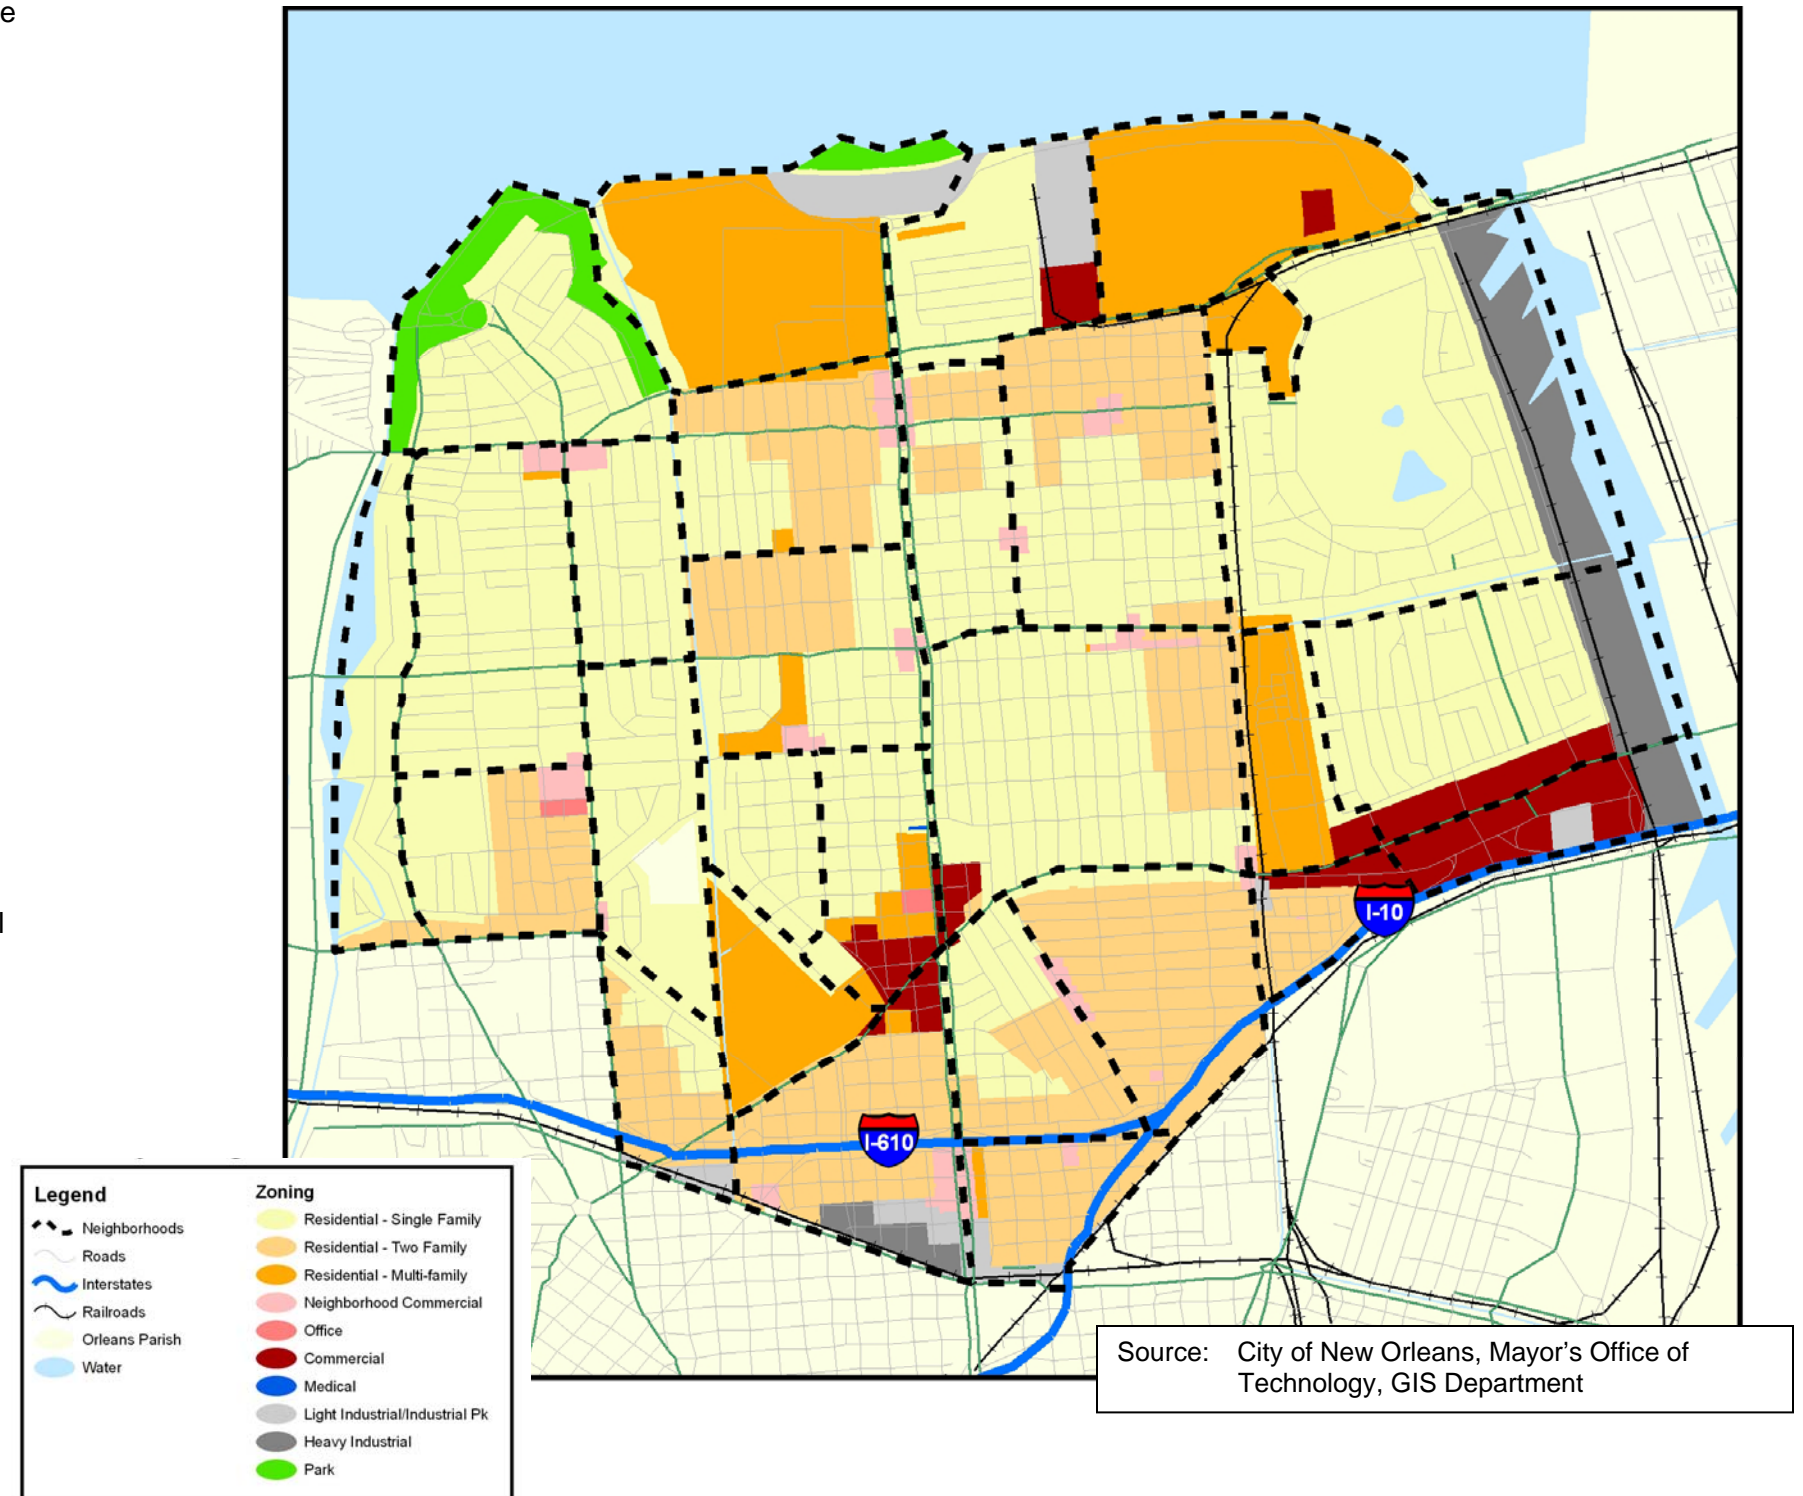 e
l
I-10
I-610
Legend
Neighborhoods
Roads
Interstates
Railroads
Orleans Parish
Water
Zoning
Residential - Single Family
Residential - Two Family
Residential - Multi-family
Neighborhood Commercial
Office
Commercial
Medical
Light Industrial/Industrial Pk
Heavy Industrial
Park
Source: City of New Orleans, Mayor’s Office of
Technology, GIS Department